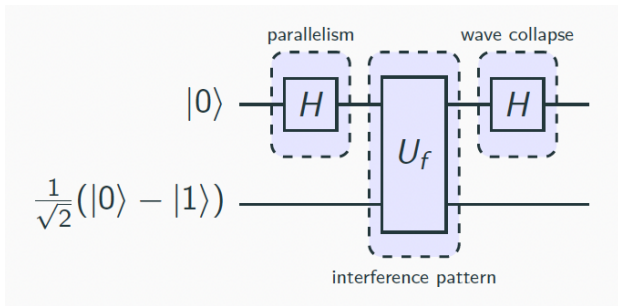 parallelism wave collapse
|0⟩ H H
U_f
1/√2 (|0⟩ − |1⟩)
interference pattern